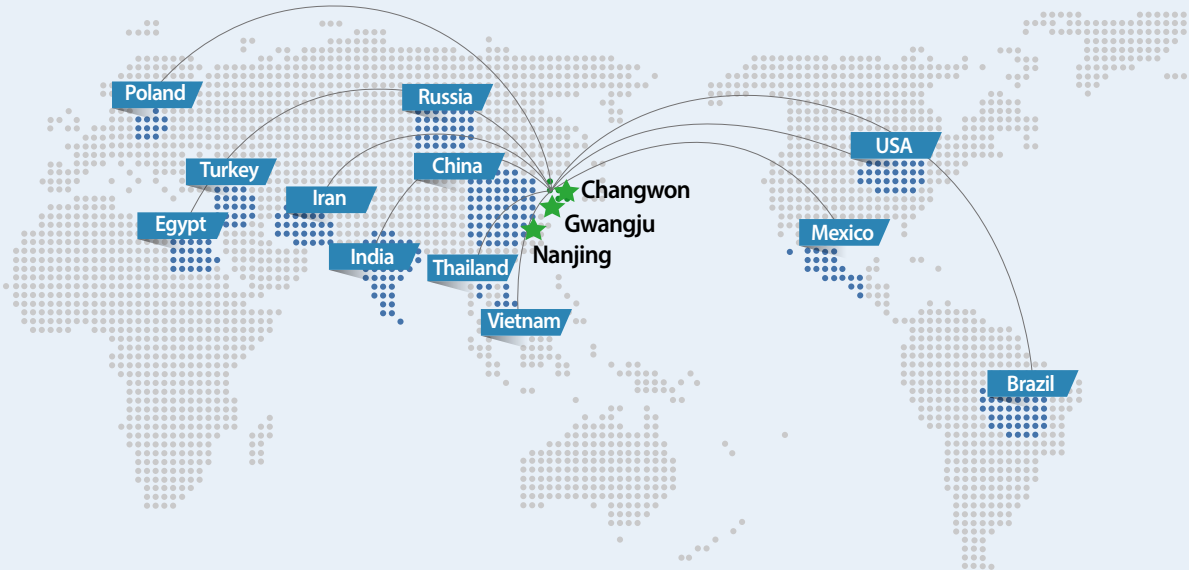 Poland
Russia
USA
Turkey
China
Iran
Changwon
Egypt
Gwangju
Mexico
India
Thailand
Nanjing
Vietnam
Brazil